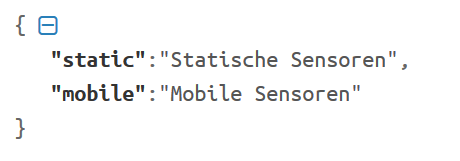 {
"static":"Statische Sensoren",
"mobile":"Mobile Sensoren"
}